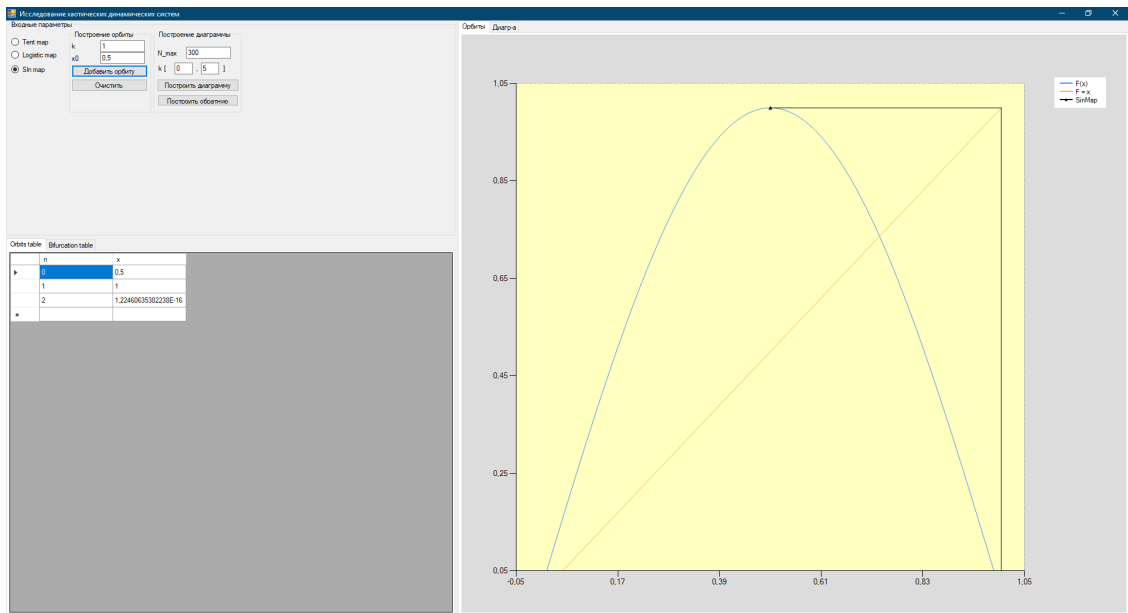 Исследование хаотических динамических систем
Входные параметры
Tent map
Logistic map
SIn map
Построение орбиты
k 1
x0 0.5
Добавить орбиту
Очистить
Построение диаграммы
N_max 300
k [ 0 , 5 ]
Построить диаграмму
Постоить обоатнию
Orbits table Bifurcation table
n x
0 0.5
1 1
2 1,22460635382238E-16
Орбиты Диагр-а
1,05
0,85
0,65
0,45
0,25
0,05
-0,05 0,17 0,39 0,61 0,83 1,05
F(x)
F = x
SinMap